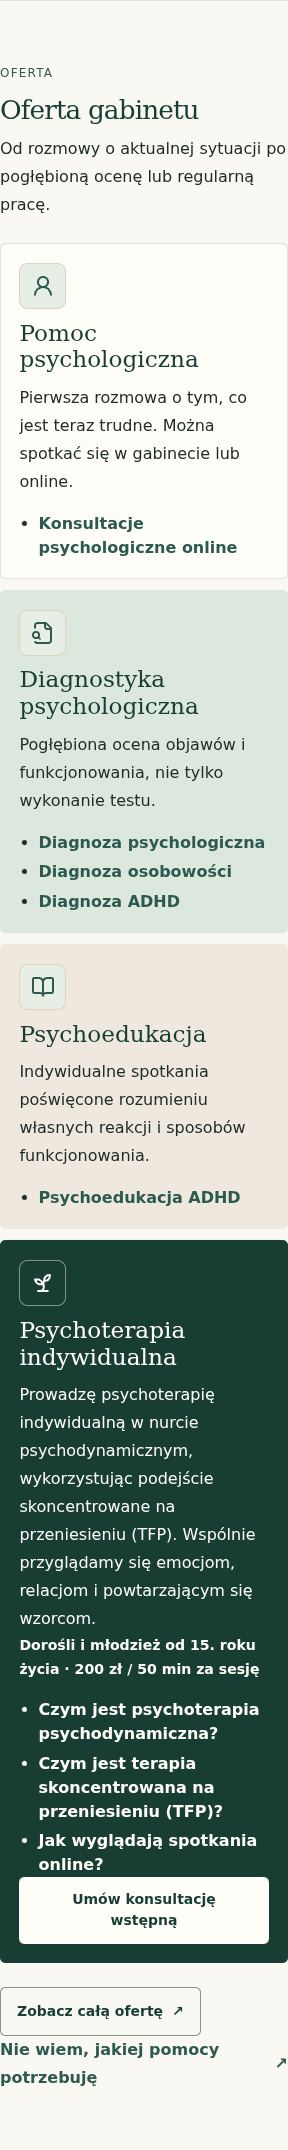 OFERTA
Oferta gabinetu
Od rozmowy o aktualnej sytuacji po
pogłębioną ocenę lub regularną
pracę.
Pomoc
psychologiczna
Pierwsza rozmowa o tym, co
jest teraz trudne. Można
spotkać się w gabinecie lub
online.
• Konsultacje
psychologiczne online
Diagnostyka
psychologiczna
Pogłębiona ocena objawów i
funkcjonowania, nie tylko
wykonanie testu.
• Diagnoza psychologiczna
• Diagnoza osobowości
• Diagnoza ADHD
Psychoedukacja
Indywidualne spotkania
poświęcone rozumieniu
własnych reakcji i sposobów
funkcjonowania.
• Psychoedukacja ADHD
Psychoterapia
indywidualna
Prowadzę psychoterapię
indywidualną w nurcie
psychodynamicznym,
wykorzystując podejście
skoncentrowane na
przeniesieniu (TFP). Wspólnie
przyglądamy się emocjom,
relacjom i powtarzającym się
wzorcom.
Dorośli i młodzież od 15. roku
życia · 200 zł / 50 min za sesję
• Czym jest psychoterapia
psychodynamiczna?
• Czym jest terapia
skoncentrowana na
przeniesieniu (TFP)?
• Jak wyglądają spotkania
online?
Umów konsultację
wstępną
Zobacz całą ofertę ↗
Nie wiem, jakiej pomocy
potrzebuję ↗